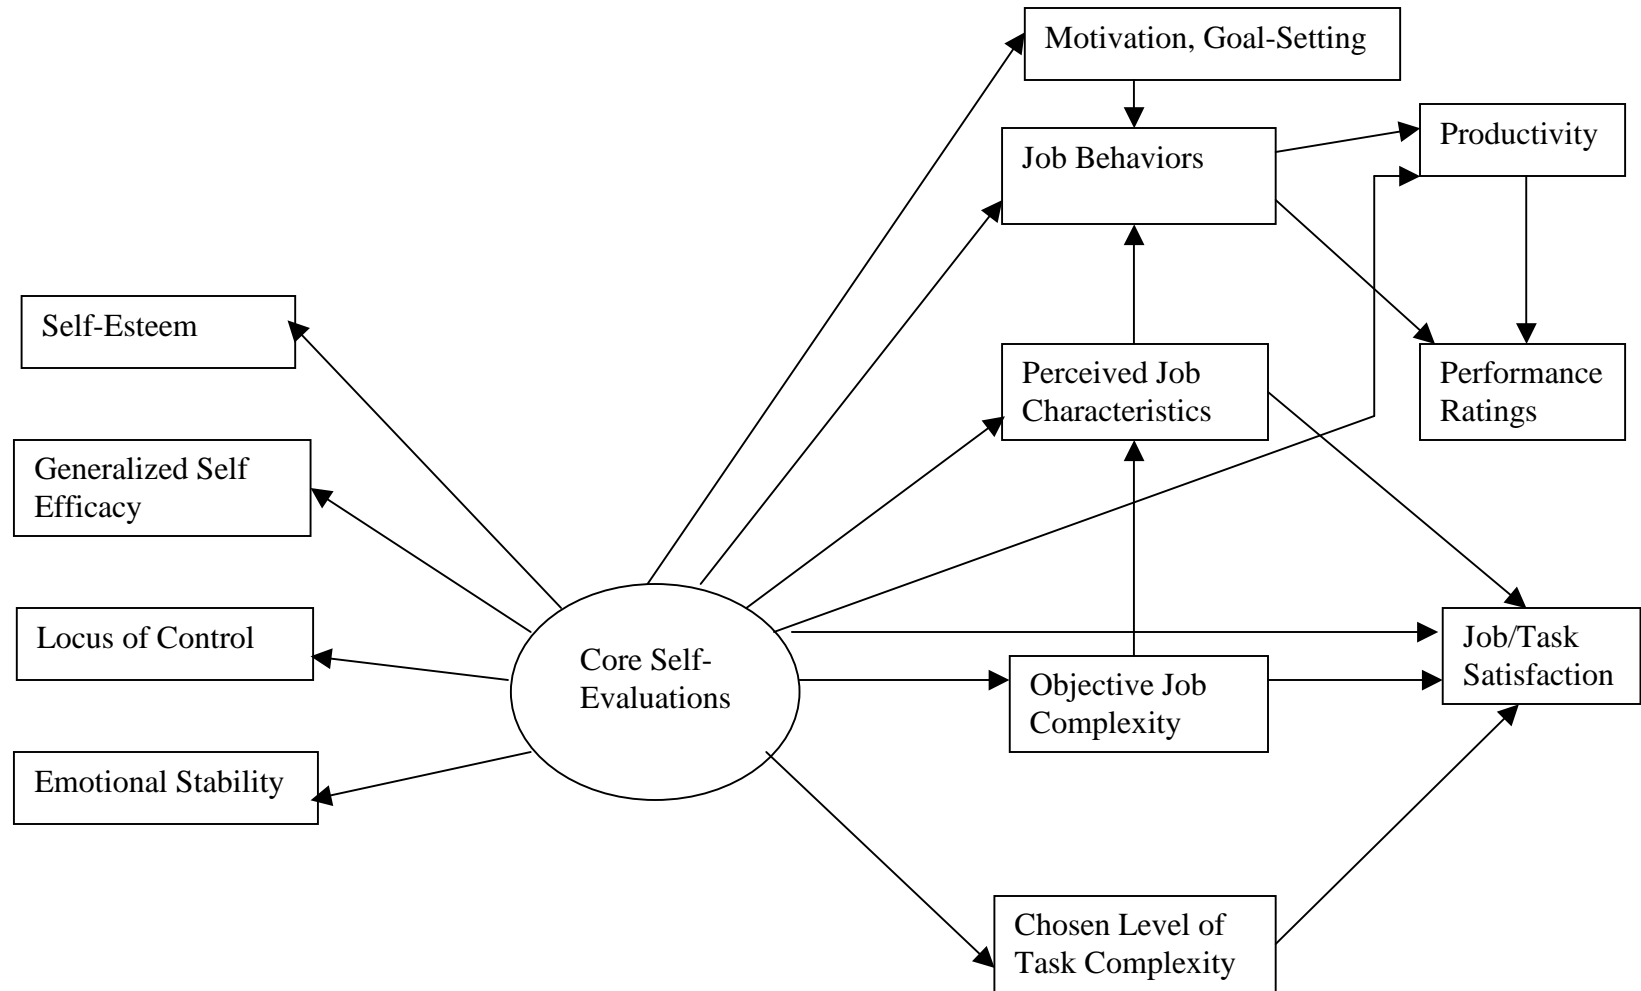 Motivation, Goal-Setting
Job Behaviors
Productivity
Self-Esteem
Perceived Job
Characteristics
Performance
Ratings
Generalized Self
Efficacy
Locus of Control
Core Self-
Evaluations
Job/Task
Satisfaction
Objective Job
Complexity
Emotional Stability
Chosen Level of
Task Complexity